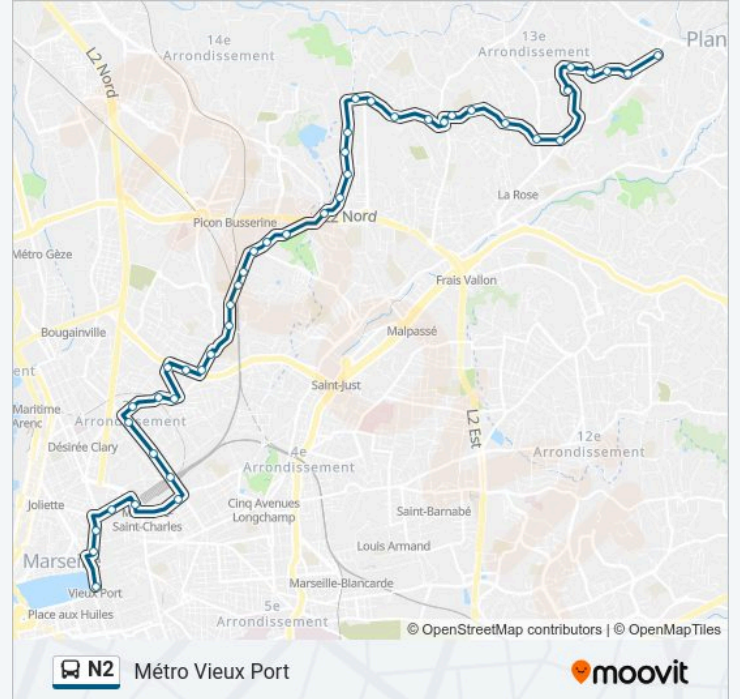 14e
Arrondissement
13e
Arrondissement
Plan
L2 Nord
La Rose
Picon Busserine
L2 Nord
Métro Gèze
Frais Vallon
Bougainville
Malpassé
ent
Saint-Just
Maritime
Arenc
Arrondissement
L2 Est
12e
Arrondissement
Désirée Clary
4e
Arrondissement
Joliette
Saint-Charles
Cinq Avenues
Longchamp
Saint-Barnabé
Louis Armand
Marseille
Vieux Port
Marseille-Blancarde
Place aux Huiles
5e
Arrondissement
© OpenStreetMap contributors | © OpenMapTiles
N2 Métro Vieux Port
moovit